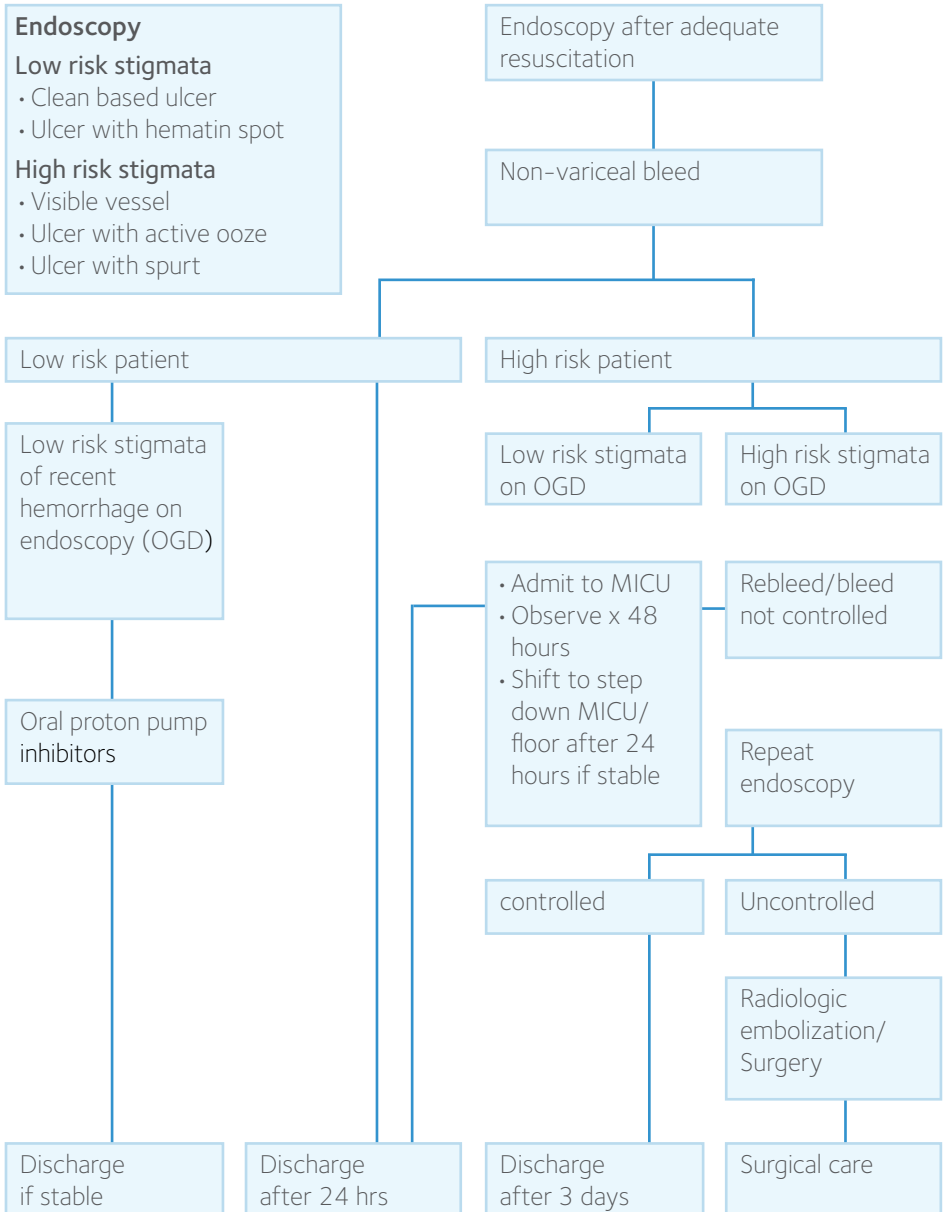 Endoscopy
Low risk stigmata
• Clean based ulcer
• Ulcer with hematin spot
High risk stigmata
• Visible vessel
• Ulcer with active ooze
• Ulcer with spurt
Endoscopy after adequate
resuscitation
Non-variceal bleed
Low risk patient
High risk patient
Low risk stigmata
of recent
hemorrhage on
endoscopy (OGD)
Low risk stigmata
on OGD
High risk stigmata
on OGD
• Admit to MICU
• Observe x 48
hours
• Shift to step
down MICU/
floor after 24
hours if stable
Rebleed/bleed
not controlled
Oral proton pump
inhibitors
Repeat
endoscopy
controlled
Uncontrolled
Radiologic
embolization/
Surgery
Discharge
if stable
Discharge
after 24 hrs
Discharge
after 3 days
Surgical care